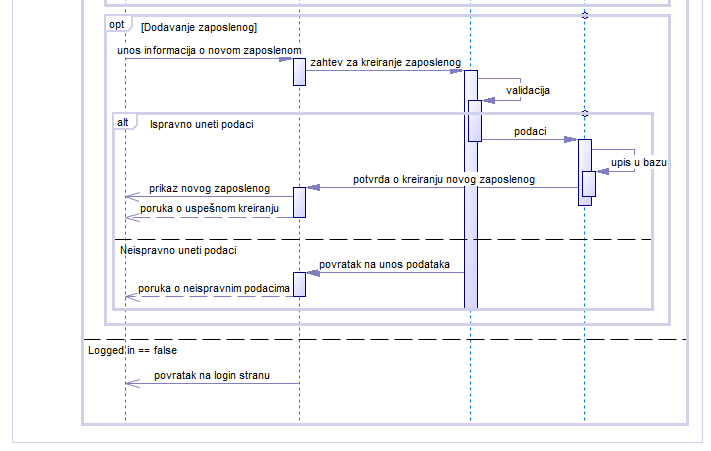 opt
[Dodavanje zaposlenog]
unos informacija o novom zaposlenom
zahtev za kreiranje zaposlenog
validacija
alt
Ispravno uneti podaci
podaci
upis u bazu
potvrda o kreiranju novog zaposlenog
prikaz novog zaposlenog
poruka o uspešnom kreiranju
Neispravno uneti podaci
povratak na unos podataka
poruka o neispravnim podacima
Logged.in == false
povratak na login stranu